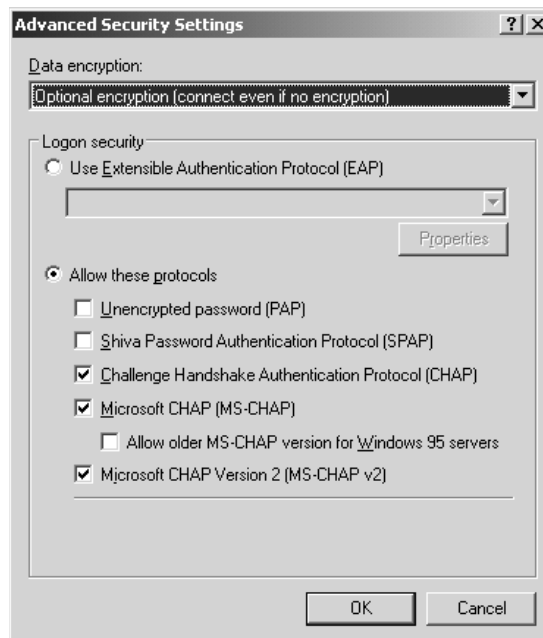 Advanced Security Settings
Data encryption:
Optional encryption (connect even if no encryption)
Logon security
Use Extensible Authentication Protocol (EAP)
Properties
Allow these protocols
Unencrypted password (PAP)
Shiva Password Authentication Protocol (SPAP)
Challenge Handshake Authentication Protocol (CHAP)
Microsoft CHAP (MS-CHAP)
Allow older MS-CHAP version for Windows 95 servers
Microsoft CHAP Version 2 (MS-CHAP v2)
OK Cancel